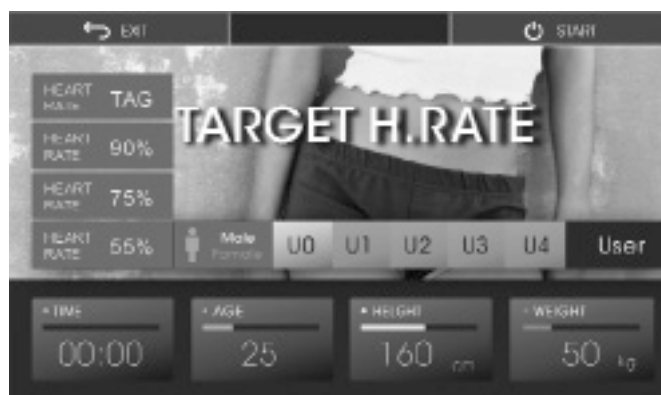 EXIT
START
HEART RATE TAG
TARGET H.RATE
HEART RATE 90%
HEART RATE 75%
HEART RATE 55%
Male
Female
U0 U1 U2 U3 U4 User
TIME
00:00
AGE
25
HEIGHT
160 cm
WEIGHT
50 kg